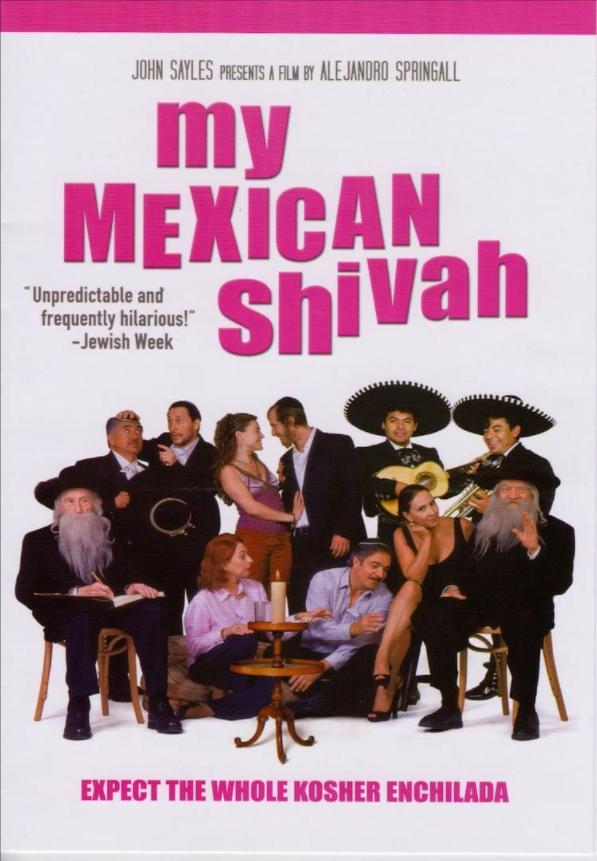 JOHN SAYLES PRESENTS A FILM BY ALEJANDRO SPRINGALL
my
MEXICAN
Shivah
"Unpredictable and
frequently hilarious!"
-Jewish Week
EXPECT THE WHOLE KOSHER ENCHILADA